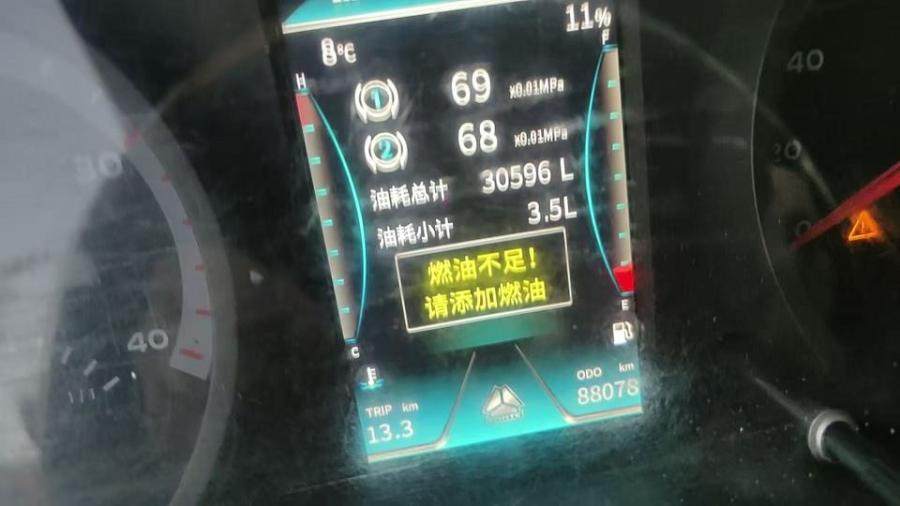 11%
8℃
H
F
1
69 x0.01MPa
2
68 x0.01MPa
油耗总计 30596 L
油耗小计 3.5L
燃油不足!
请添加燃油
C
E
TRIP km
13.3
ODO km
88078
40
40
20
0